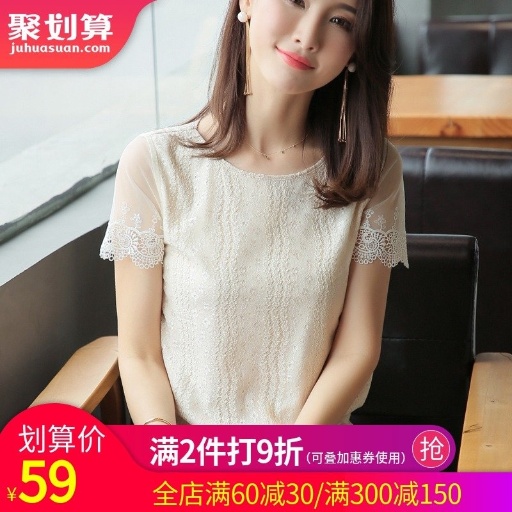 聚划算
juhuasuan.com
划算价
¥59
满2件打9折(可叠加惠券使用)
抢
全店满60减30/满300减150